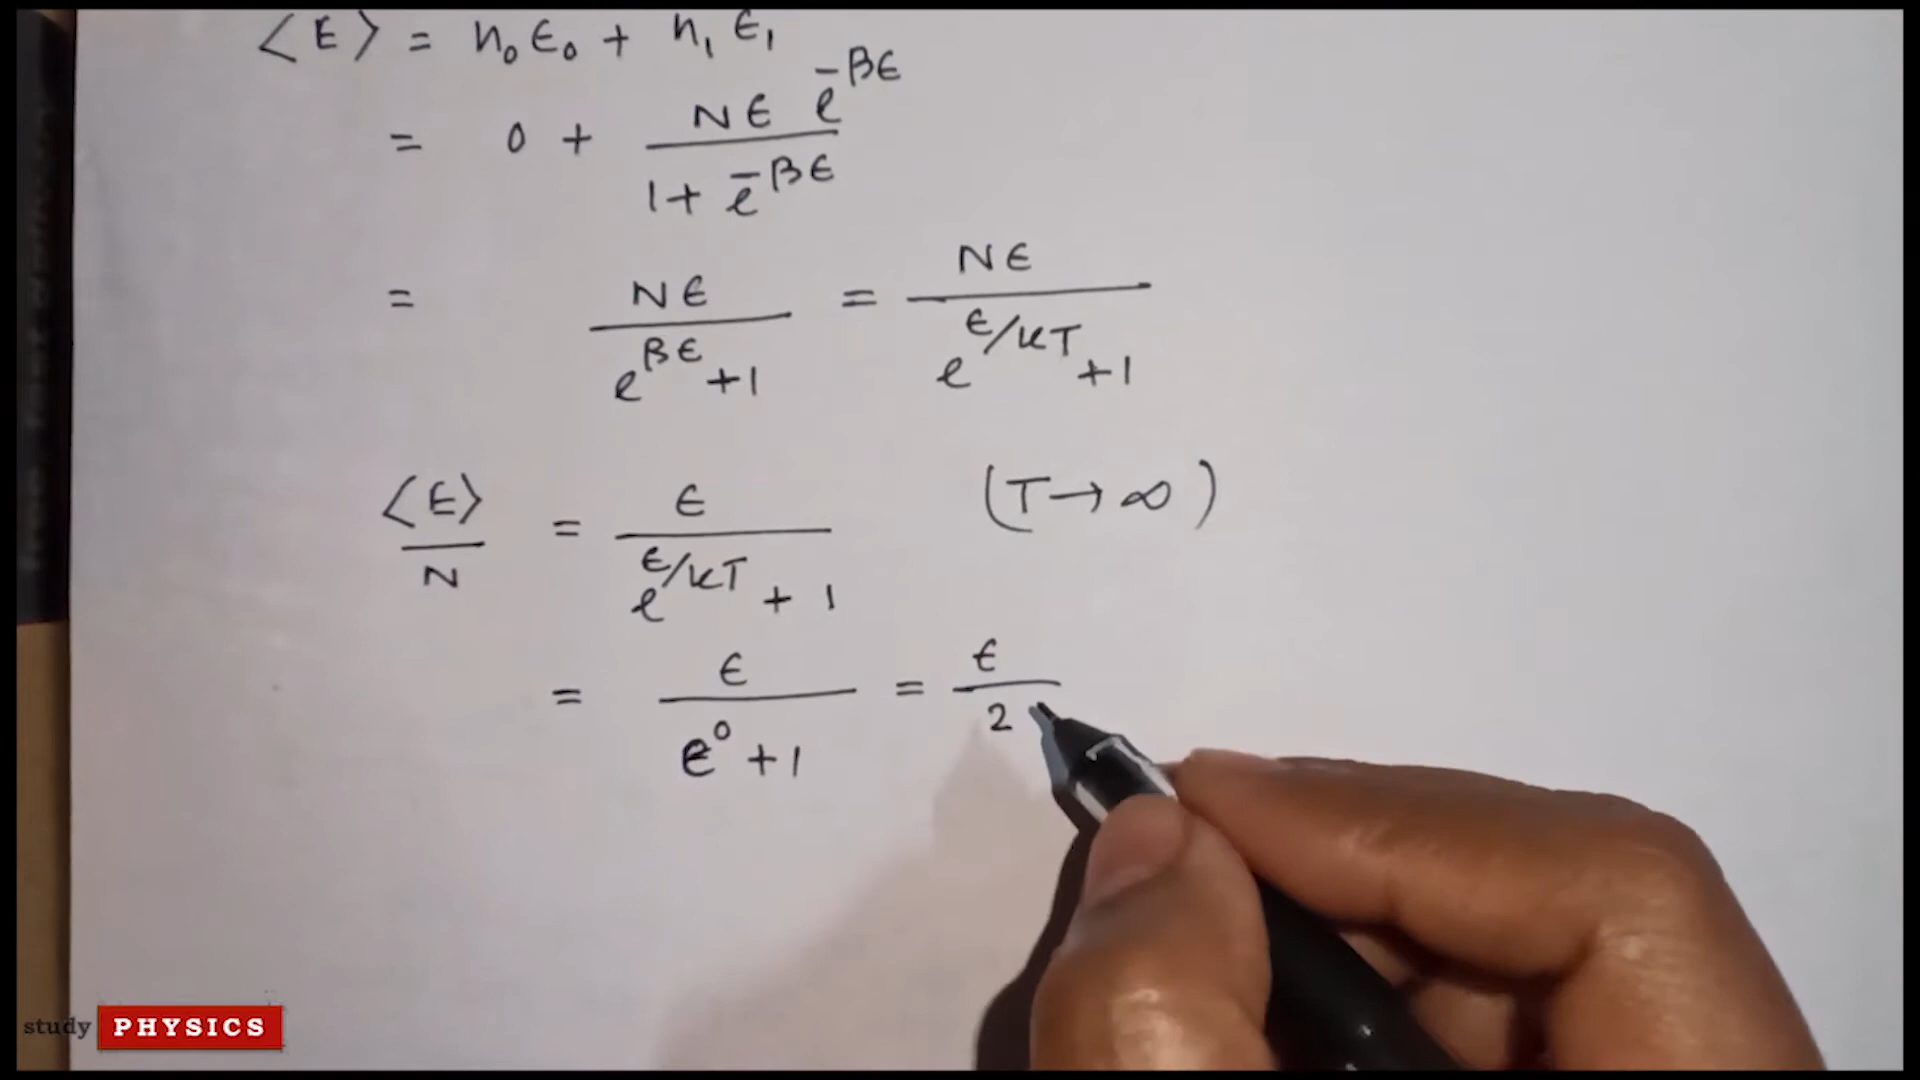 ⟨E⟩ = n₀ϵ₀ + n₁ϵ₁
= 0 + Nϵ e^-βϵ / 1 + e^-βϵ
= Nϵ / e^βϵ + 1 = Nϵ / e^ϵ/kT + 1
⟨E⟩ / N = ϵ / e^ϵ/kT + 1 (T → ∞)
= ϵ / e⁰ + 1 = ϵ / 2
study PHYSICS